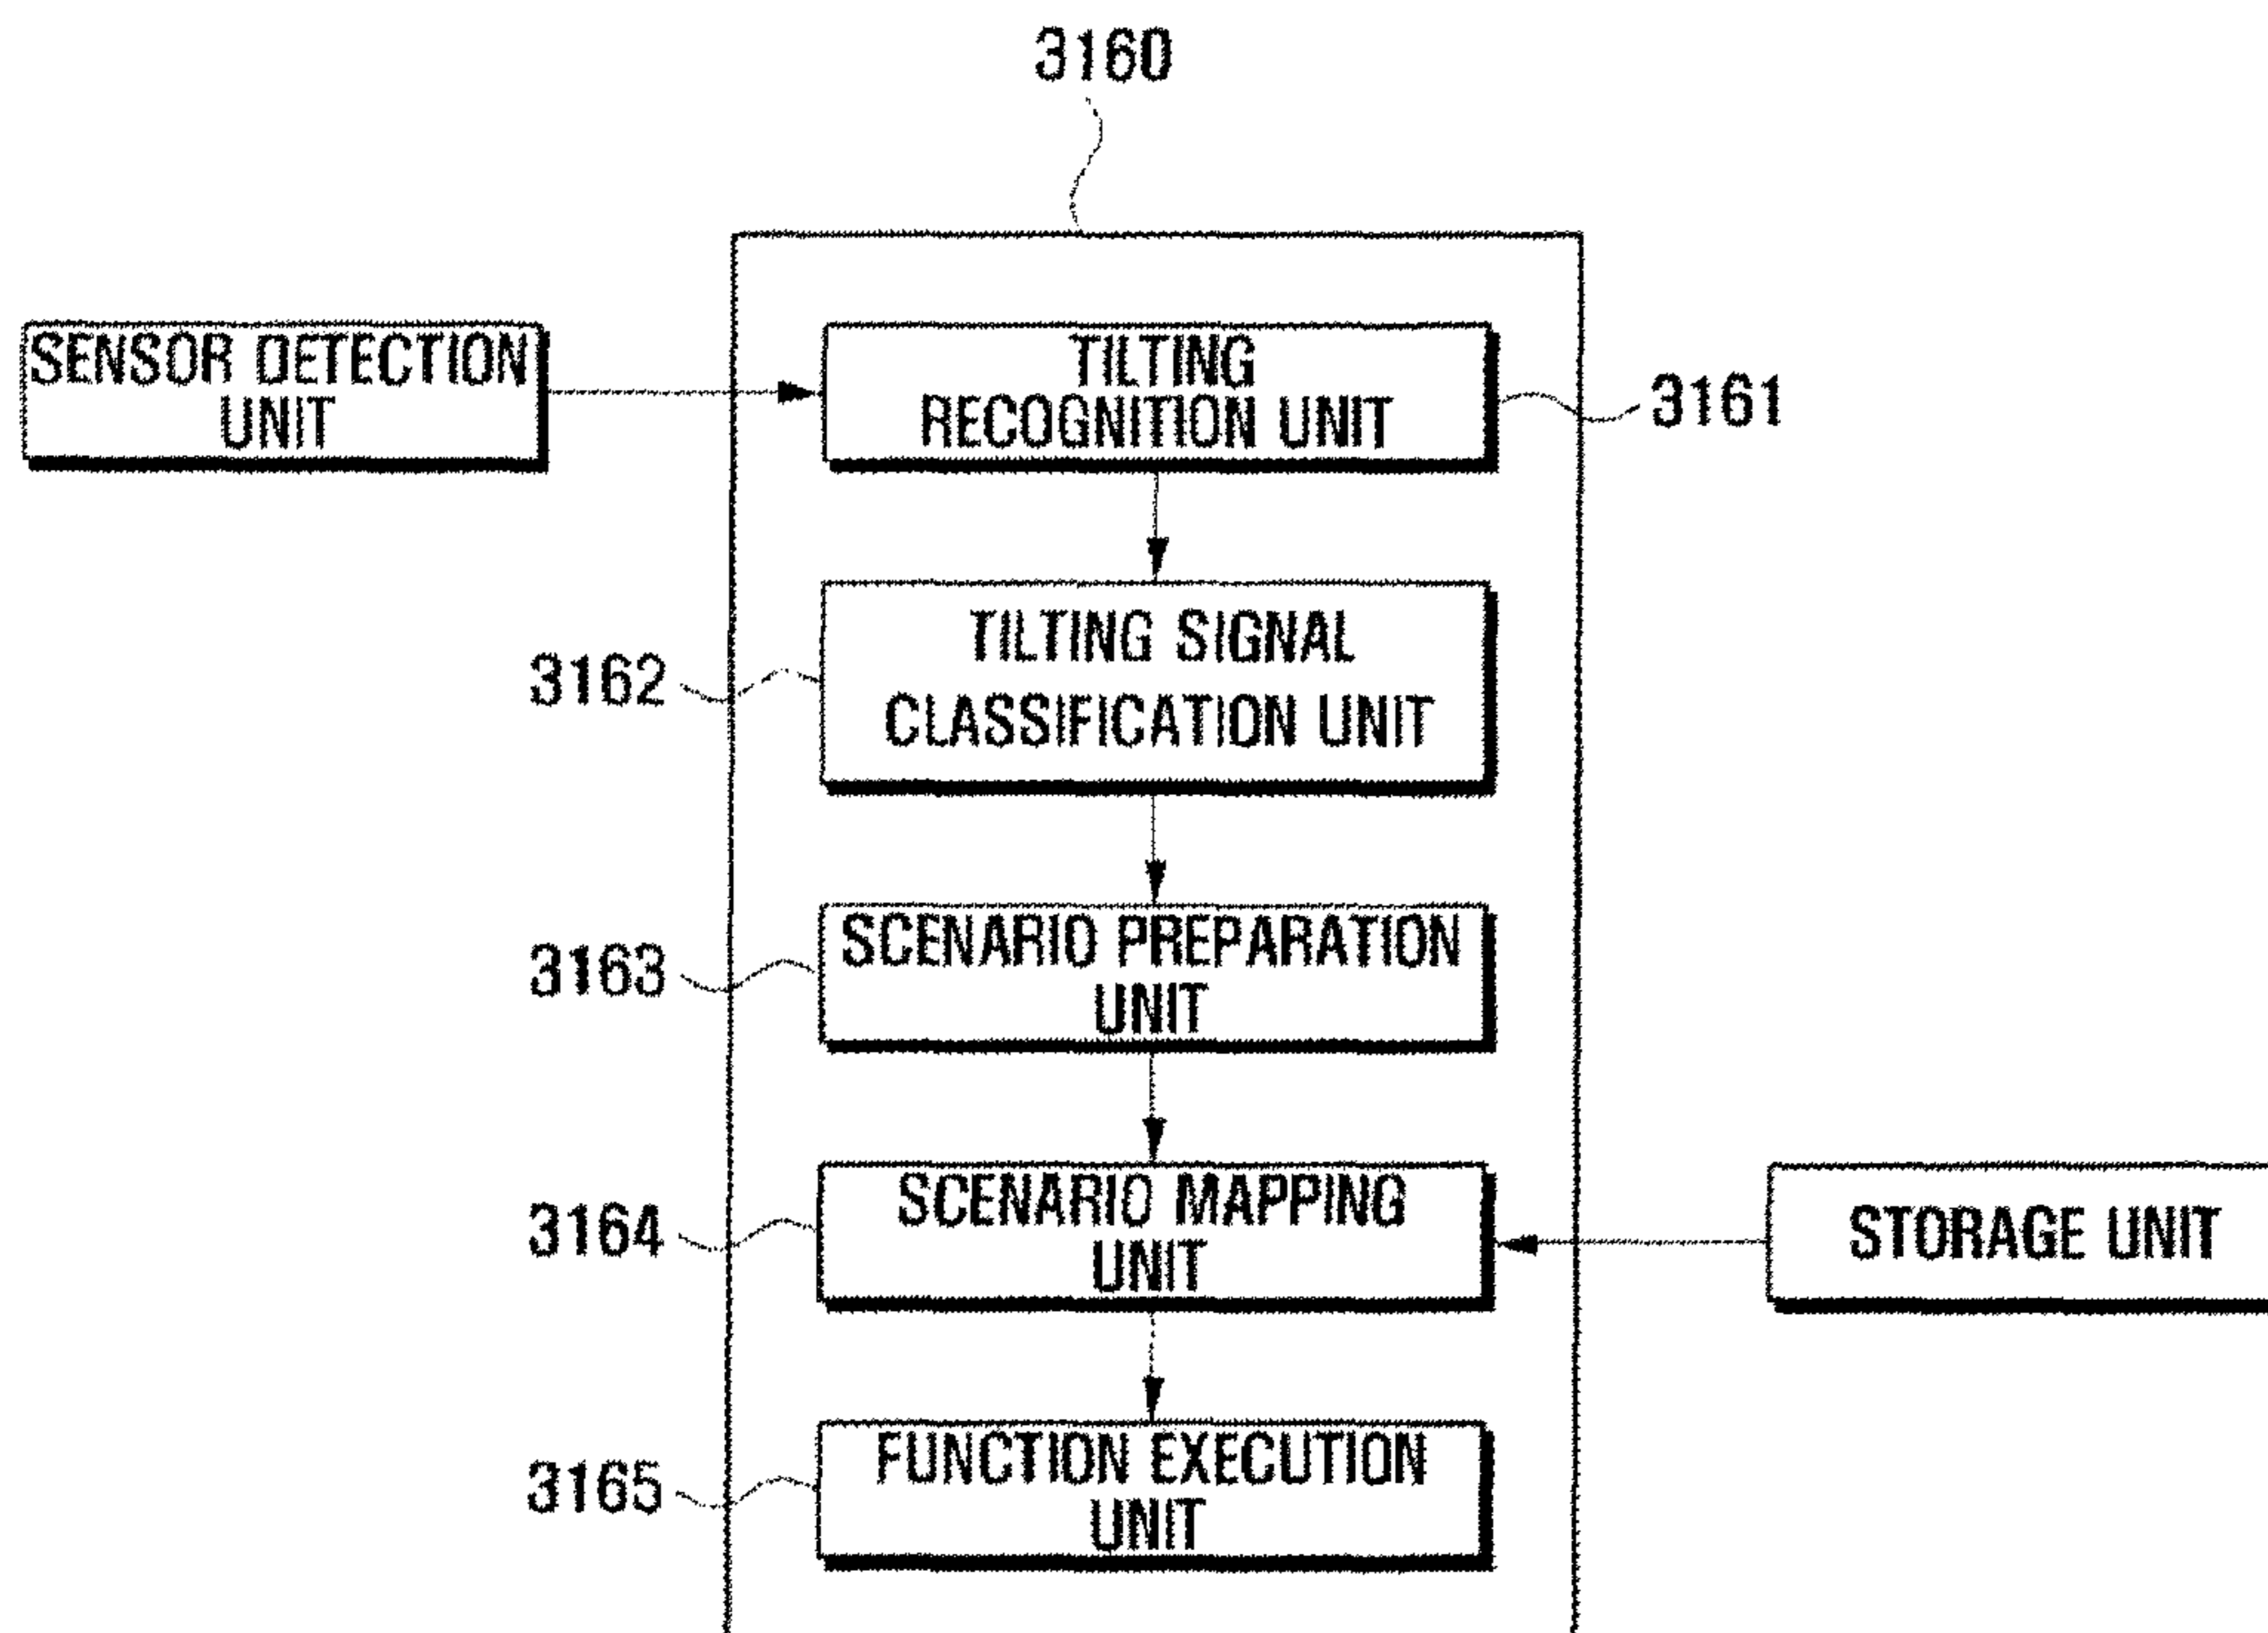 3160
SENSOR DETECTION
UNIT
TILTING
RECOGNITION UNIT
3161
3162
TILTING SIGNAL
CLASSIFICATION UNIT
3163
SCENARIO PREPARATION
UNIT
3164
SCENARIO MAPPING
UNIT
STORAGE UNIT
3165
FUNCTION EXECUTION
UNIT